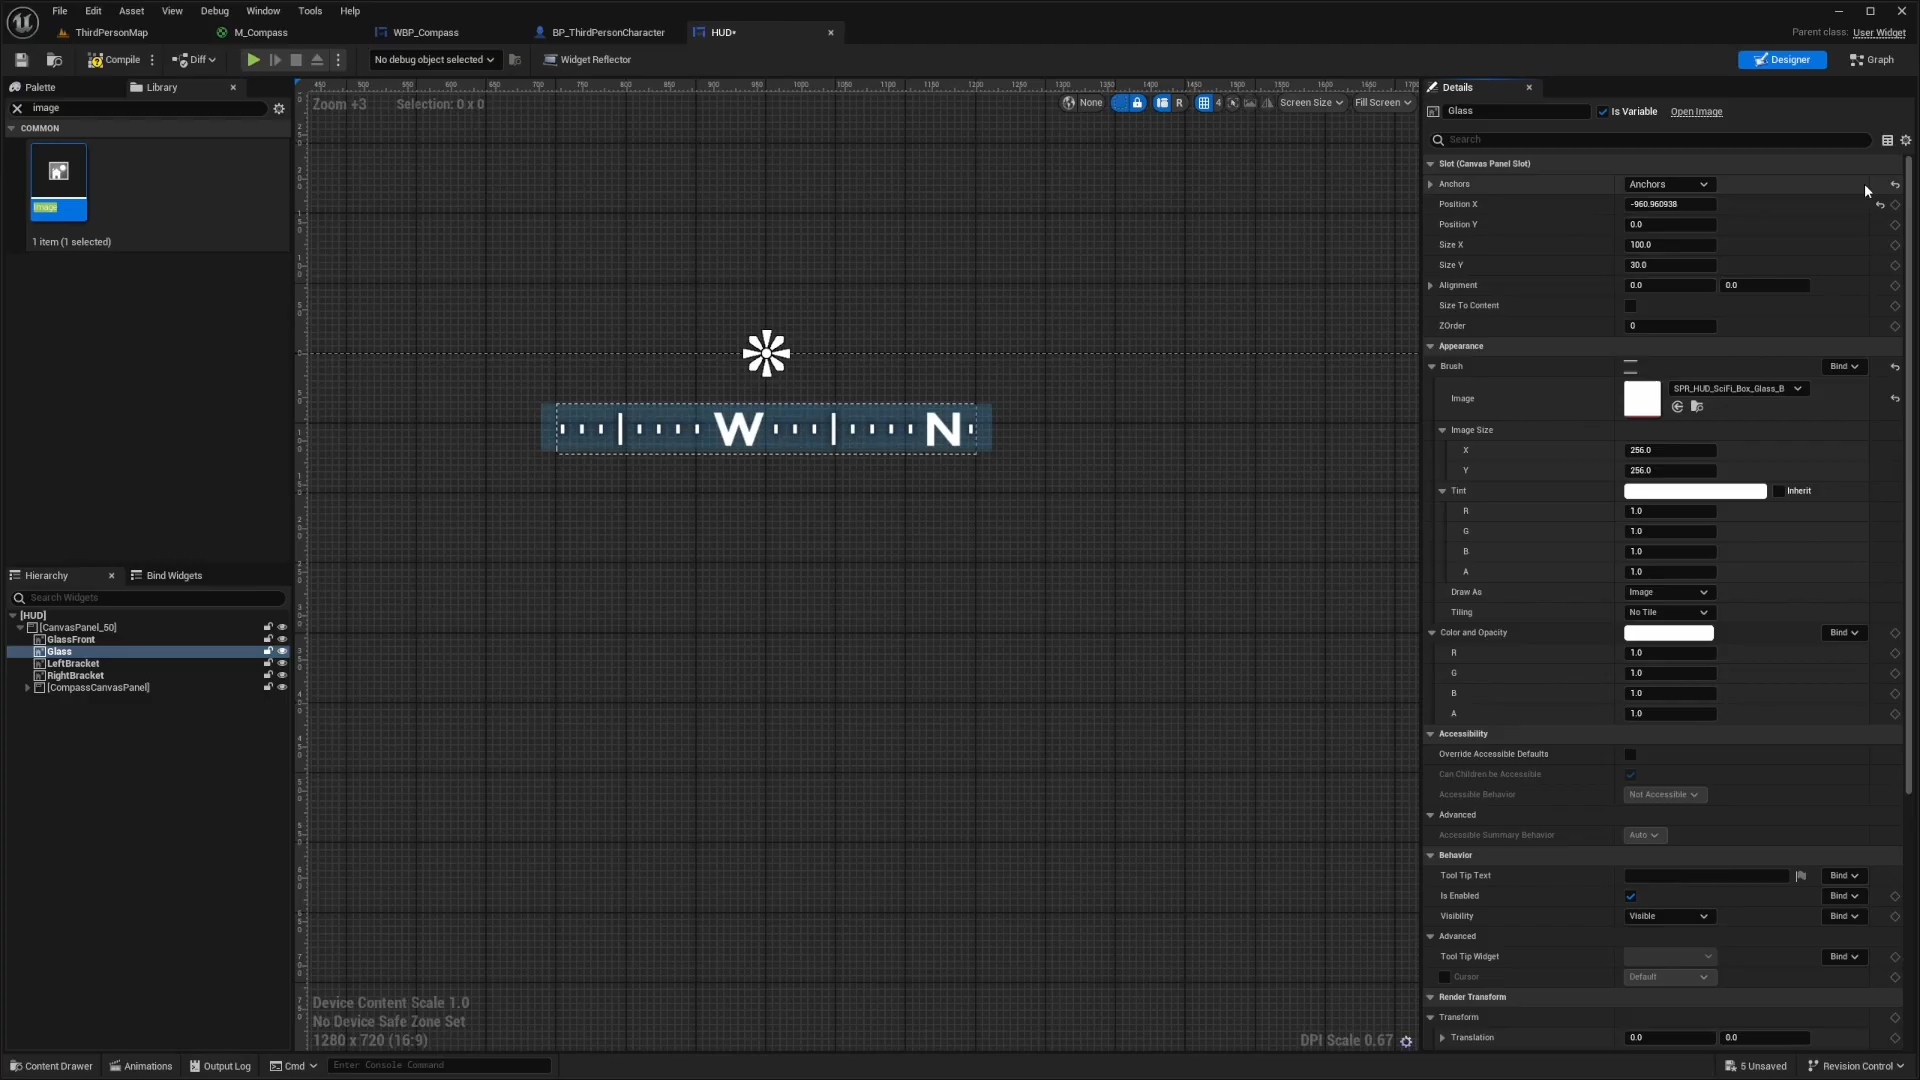 File Edit Asset View Debug Window Tools Help
ThirdPersonMap M_Compass WBP_Compass BP_ThirdPersonCharacter HUD*
Parent class: User Widget
Compile Diff No debug object selected Widget Reflector Designer Graph
Palette Library
image
COMMON
Image
1 item (1 selected)
Zoom +3 Selection: 0 x 0
None R 4 Screen Size Fill Screen
W N
Device Content Scale 1.0
No Device Safe Zone Set
1280 x 720 (16:9)
DPI Scale 0.67
Hierarchy Bind Widgets
Search Widgets
[HUD]
[CanvasPanel_50]
GlassFront
Glass
LeftBracket
RightBracket
[CompassCanvasPanel]
Details
Glass Is Variable Open Image
Search
Slot (Canvas Panel Slot)
Anchors Anchors
Position X -960.960938
Position Y 0.0
Size X 100.0
Size Y 30.0
Alignment 0.0 0.0
Size To Content
ZOrder 0
Appearance
Brush Bind
Image SPR_HUD_SciFi_Box_Glass_B
Image Size
X 256.0
Y 256.0
Tint Inherit
R 1.0
G 1.0
B 1.0
A 1.0
Draw As Image
Tiling No Tile
Color and Opacity Bind
R 1.0
G 1.0
B 1.0
A 1.0
Accessibility
Override Accessible Defaults
Can Children be Accessible
Accessible Behavior Not Accessible
Advanced
Accessible Summary Behavior Auto
Behavior
Tool Tip Text Bind
Is Enabled Bind
Visibility Visible Bind
Advanced
Tool Tip Widget Bind
Cursor Default
Render Transform
Transform
Translation 0.0 0.0
Content Drawer Animations Output Log Cmd Enter Console Command
5 Unsaved Revision Control